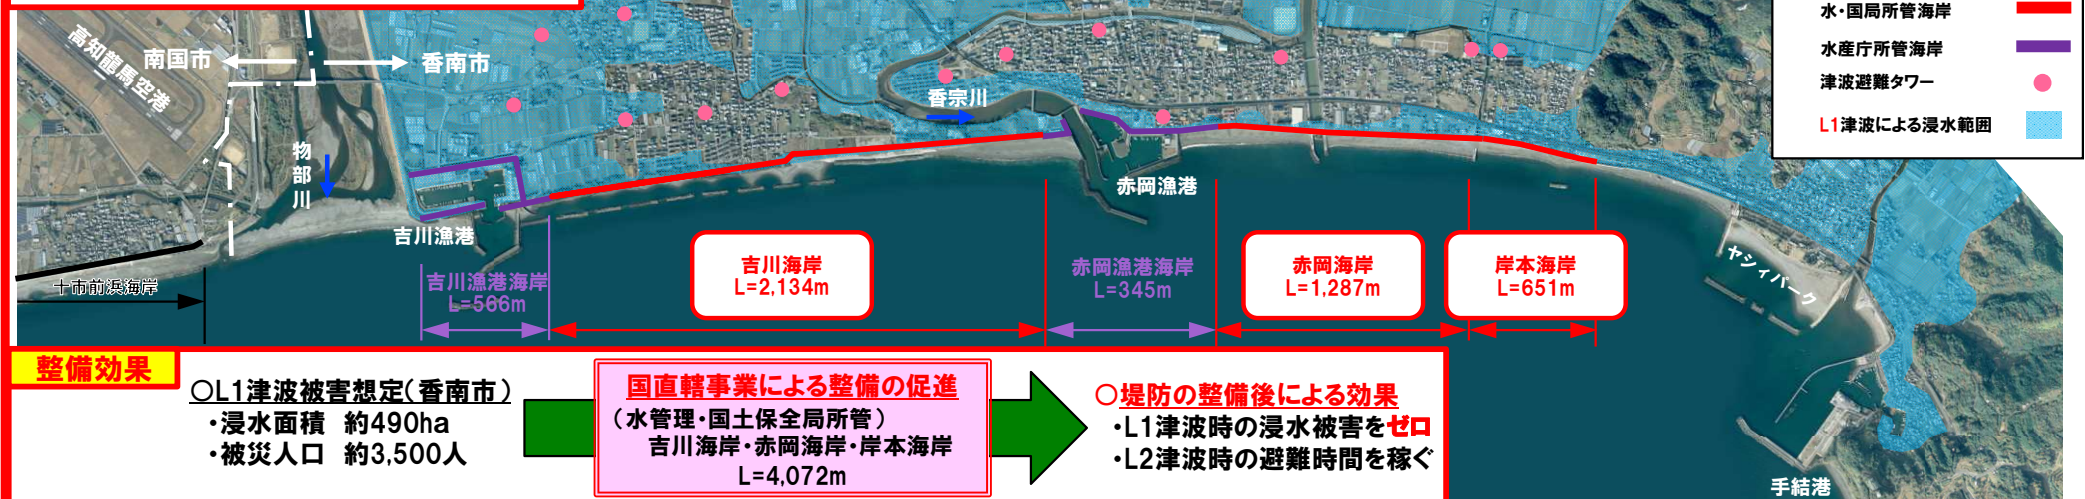 水・国局所管海岸
水産庁所管海岸
津波避難タワー
L1津波による浸水範囲
高知龍馬空港
南国市
香南市
物部川
香宗川
吉川漁港
赤岡漁港
十市前浜海岸
吉川漁港海岸
L=566m
吉川海岸
L=2,134m
赤岡漁港海岸
L=345m
赤岡海岸
L=1,287m
岸本海岸
L=651m
ヤシィパーク
手結港
整備効果
○L1津波被害想定(香南市)
・浸水面積 約490ha
・被災人口 約3,500人
国直轄事業による整備の促進
(水管理・国土保全局所管)
吉川海岸・赤岡海岸・岸本海岸
L=4,072m
○堤防の整備後による効果
・L1津波時の浸水被害をゼロ
・L2津波時の避難時間を稼ぐ